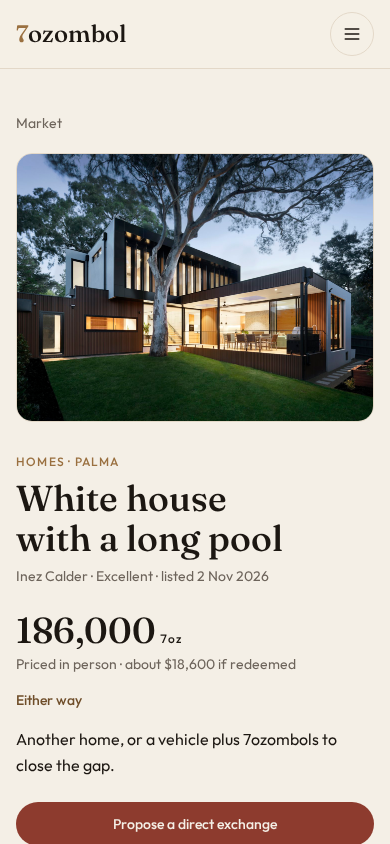 7ozombol
Market
HOMES · PALMA
White house
with a long pool
Inez Calder · Excellent · listed 2 Nov 2026
186,000 7oz
Priced in person · about $18,600 if redeemed
Either way
Another home, or a vehicle plus 7ozombols to
close the gap.
Propose a direct exchange